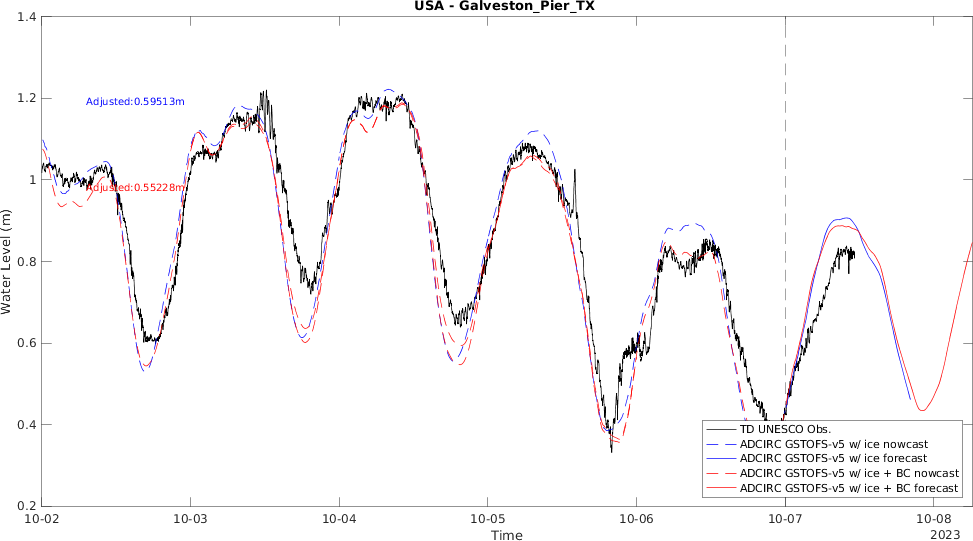 USA - Galveston_Pier_TX
1.4
1.2
1
0.8
0.6
0.4
0.2
Water Level (m)
Adjusted:0.59513m
Adjusted:0.55228m
TD UNESCO Obs.
ADCIRC GSTOFS-v5 w/ ice nowcast
ADCIRC GSTOFS-v5 w/ ice forecast
ADCIRC GSTOFS-v5 w/ ice + BC nowcast
ADCIRC GSTOFS-v5 w/ ice + BC forecast
10-02 10-03 10-04 10-05 10-06 10-07 10-08
Time
2023